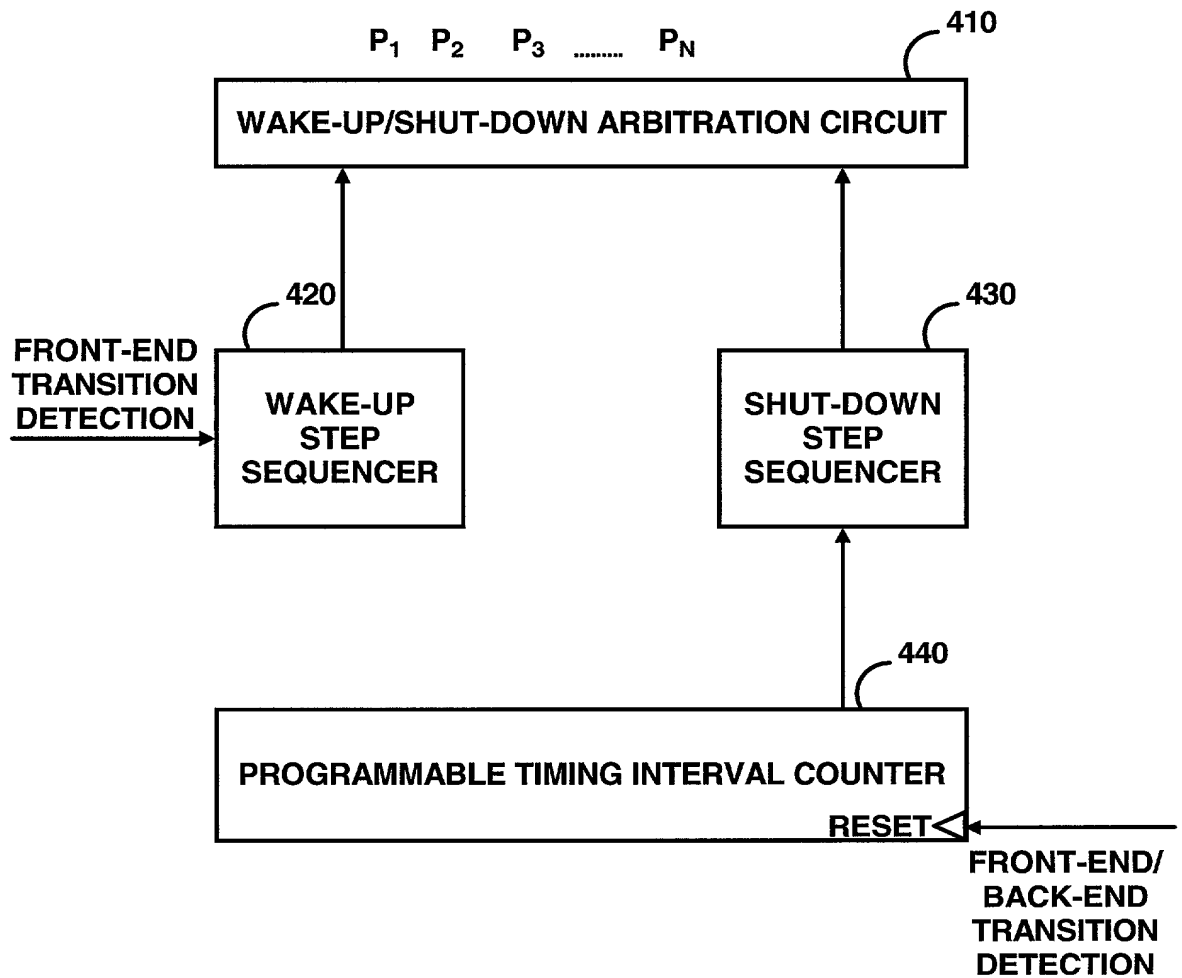 410
P1 P2 P3 ......... PN
WAKE-UP/SHUT-DOWN ARBITRATION CIRCUIT
420
430
FRONT-END
TRANSITION
DETECTION
WAKE-UP
STEP
SEQUENCER
SHUT-DOWN
STEP
SEQUENCER
440
PROGRAMMABLE TIMING INTERVAL COUNTER
RESET
FRONT-END/
BACK-END
TRANSITION
DETECTION